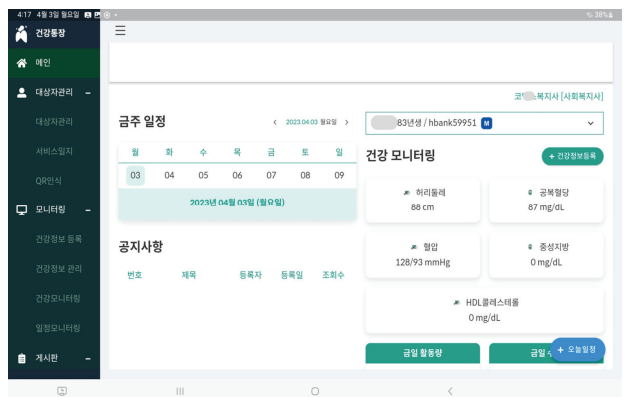 4:17 4월 3일 월요일
38%
건강통장
메인
대상자관리 –
대상자관리
서비스일지
QR인식
모니터링 –
건강정보 등록
건강정보 관리
건강모니터링
일정모니터링
게시판 –
복지사 [사회복지사]
금주 일정
< 2023.04.03 월요일 >
월 화 수 목 금 토 일
03 04 05 06 07 08 09
2023년 04월 03일 (월요일)
공지사항
번호 제목 등록자 등록일 조회수
83년생 / hbank59951 M
건강 모니터링
+ 건강정보등록
허리둘레
88 cm
공복혈당
87 mg/dL
혈압
128/93 mmHg
중성지방
0 mg/dL
HDL콜레스테롤
0 mg/dL
금일 활동량
금일
+ 오늘일정